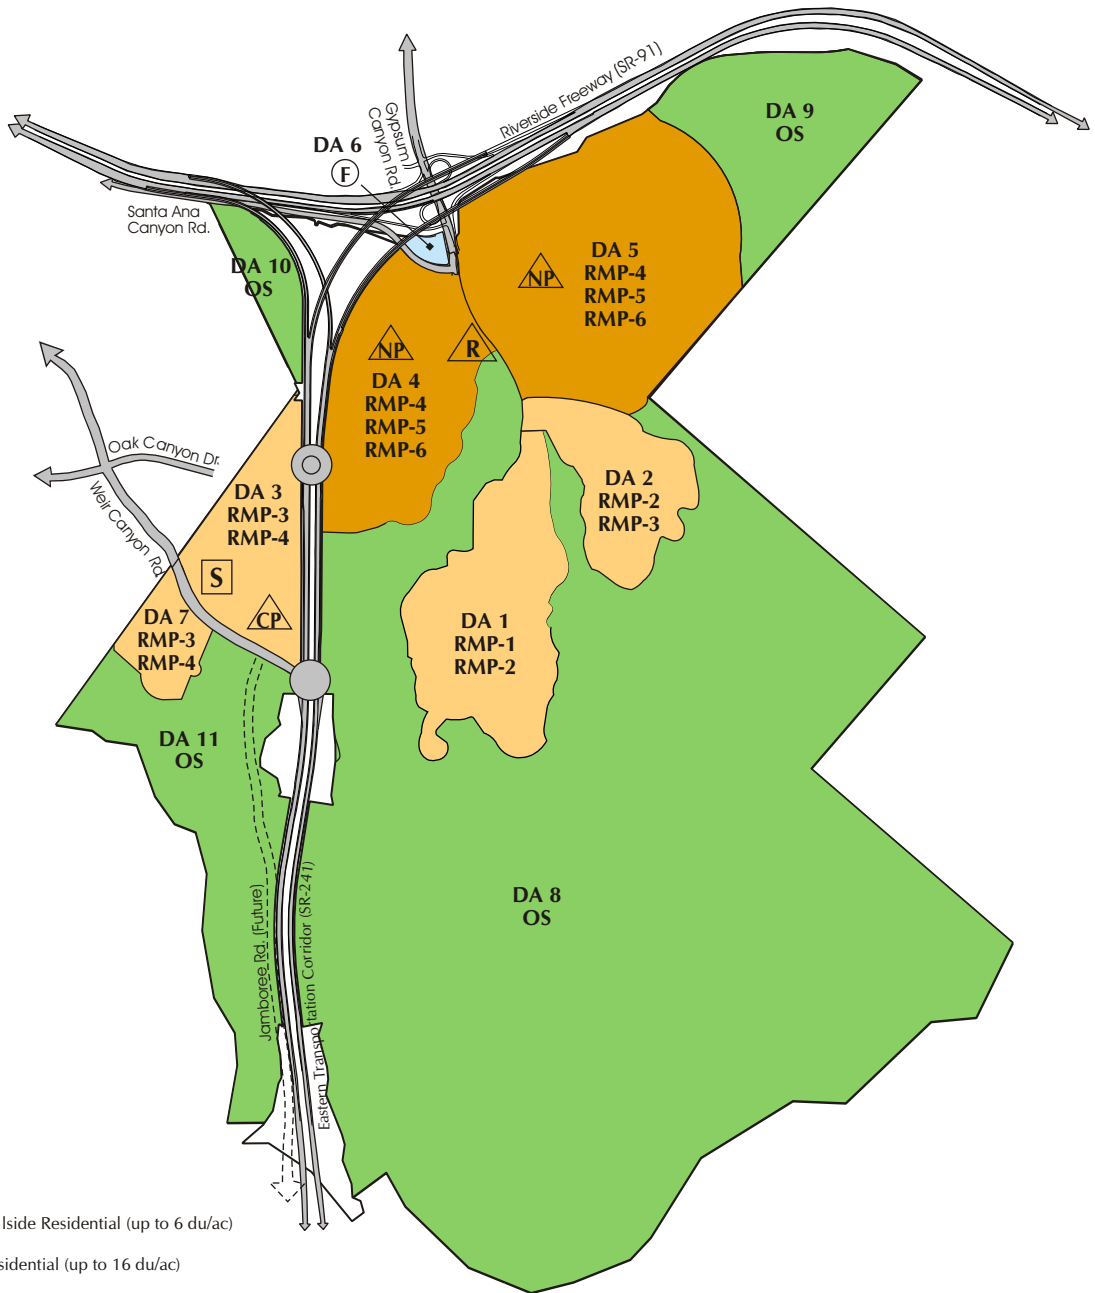 Riverside Freeway (SR-91)
Gypsum
Canyon Rd.
DA 9
OS
DA 6
F
Santa Ana
Canyon Rd.
DA 10
OS
DA 5
RMP-4
RMP-5
RMP-6
NP
NP
R
DA 4
RMP-4
RMP-5
RMP-6
Oak Canyon Dr.
Weir Canyon Rd.
DA 3
RMP-3
RMP-4
DA 2
RMP-2
RMP-3
S
CP
DA 7
RMP-3
RMP-4
DA 1
RMP-1
RMP-2
DA 11
OS
DA 8
OS
Jamboree Rd. (Future)
Eastern Transportation Corridor (SR-241)
lside Residential (up to 6 du/ac)
sidential (up to 16 du/ac)